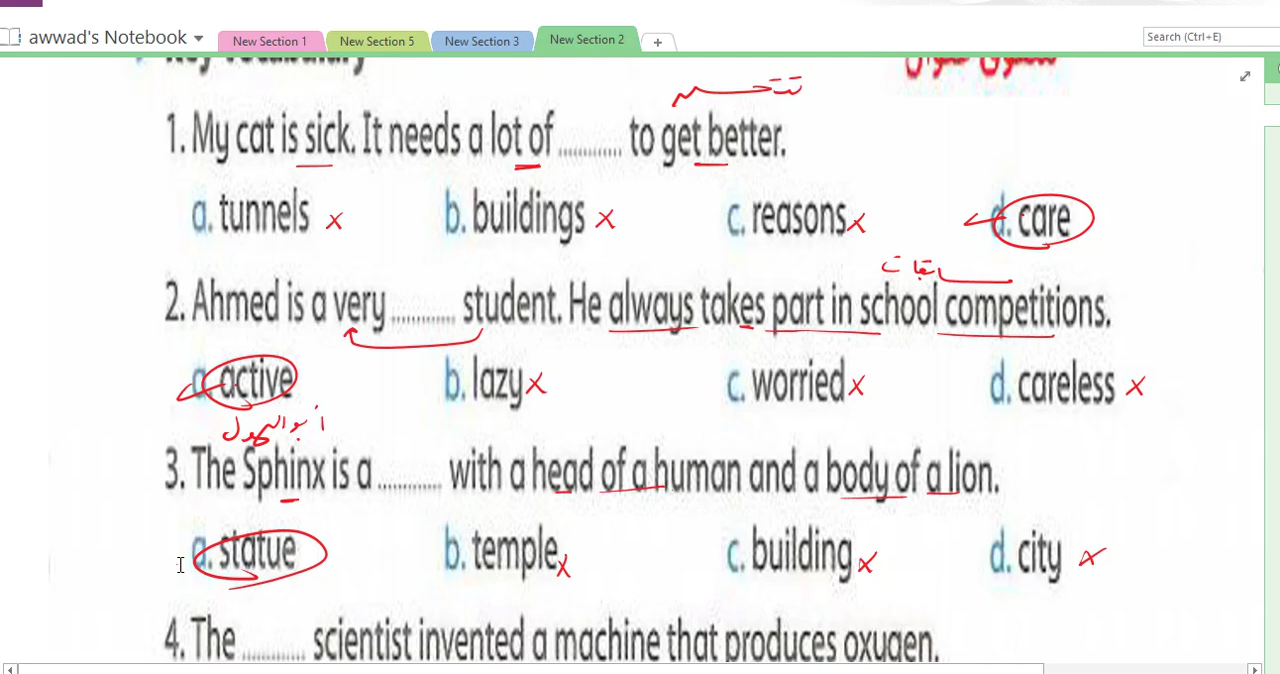 awwad's Notebook
New Section 1
New Section 5
New Section 3
New Section 2
Search (Ctrl+E)
Key Vocabulary
1. My cat is sick. It needs a lot of ............ to get better.
a. tunnels x b. buildings x c. reasons x d. care
مسابقات
2. Ahmed is a very ............ student. He always takes part in school competitions.
a. active b. lazy x c. worried x d. careless x
أبو الهول
3. The Sphinx is a ............ with a head of a human and a body of a lion.
a. statue b. temple x c. building x d. city x
4. The ............ scientist invented a machine that produces oxygen.